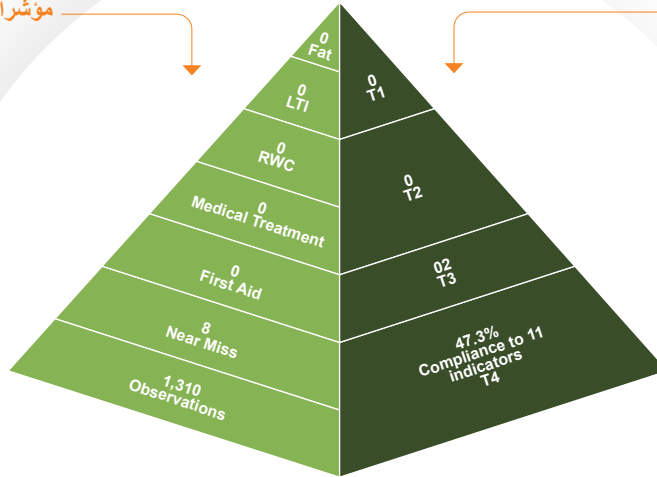 مؤشرا
0
Fat
0
LTI
0
RWC
0
Medical Treatment
0
First Aid
8
Near Miss
1,310
Observations
0
T1
0
T2
02
T3
47.3%
Compliance to 11
indicators
T4